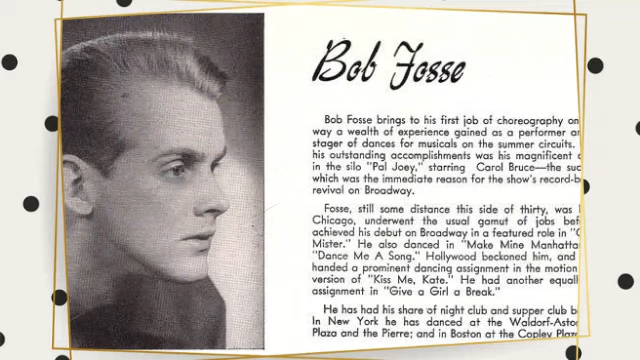 Bob Fosse
Bob Fosse brings to his first job of choreography on
way a wealth of experience gained as a performer a
stager of dances for musicals on the summer circuits.
his outstanding accomplishments was his magnificent
in the silo "Pal Joey," starring Carol Bruce—the suc
which was the immediate reason for the show's record-b
revival on Broadway.
Fosse, still some distance this side of thirty, was
Chicago, underwent the usual gamut of jobs bef
achieved his debut on Broadway in a featured role in "C
Mister." He also danced in "Make Mine Manhatta
"Dance Me A Song." Hollywood beckoned him, and
handed a prominent dancing assignment in the motion
version of "Kiss Me, Kate." He had another equall
assignment in "Give a Girl a Break."
He has had his share of night club and supper club b
In New York he has danced at the Waldorf-Astor
Plaza and the Pierre; and in Boston at the Copley Plaza